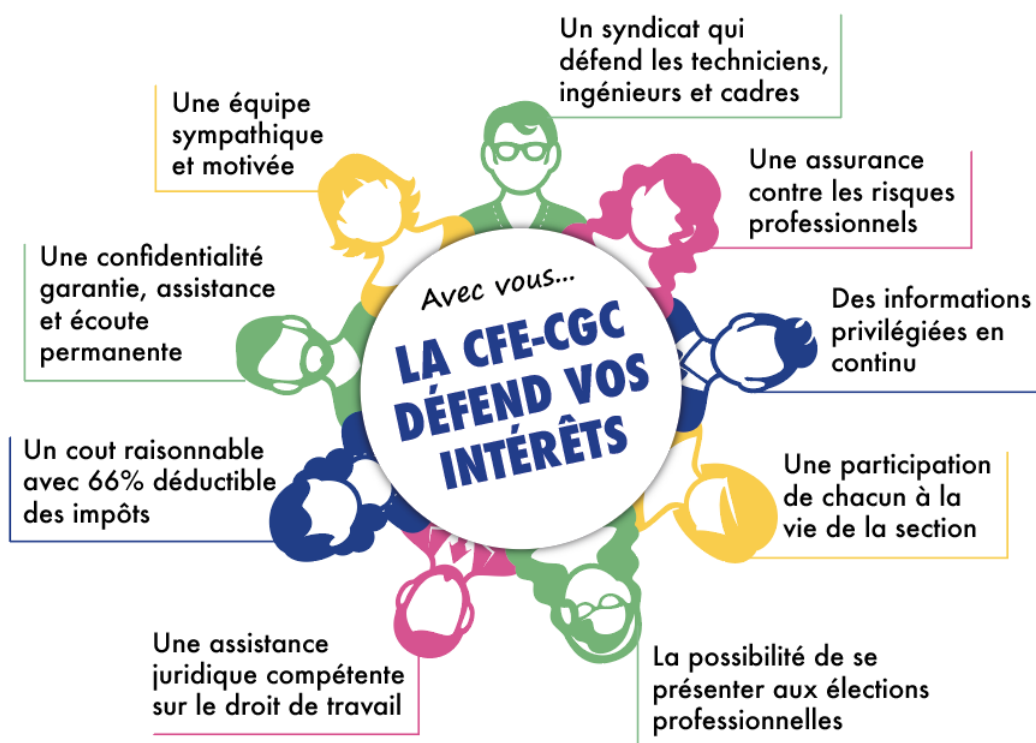 Un syndicat qui
défend les techniciens,
ingénieurs et cadres
Une équipe
sympathique
et motivée
Une assurance
contre les risques
professionnels
Une confidentialité
garantie, assistance
et écoute
permanente
Avec vous...
LA CFE-CGC
DÉFEND VOS
INTÉRÊTS
Des informations
privilégiées en
continu
Un cout raisonnable
avec 66% déductible
des impôts
Une participation
de chacun à la
vie de la section
Une assistance
juridique compétente
sur le droit de travail
La possibilité de se
présenter aux élections
professionnelles